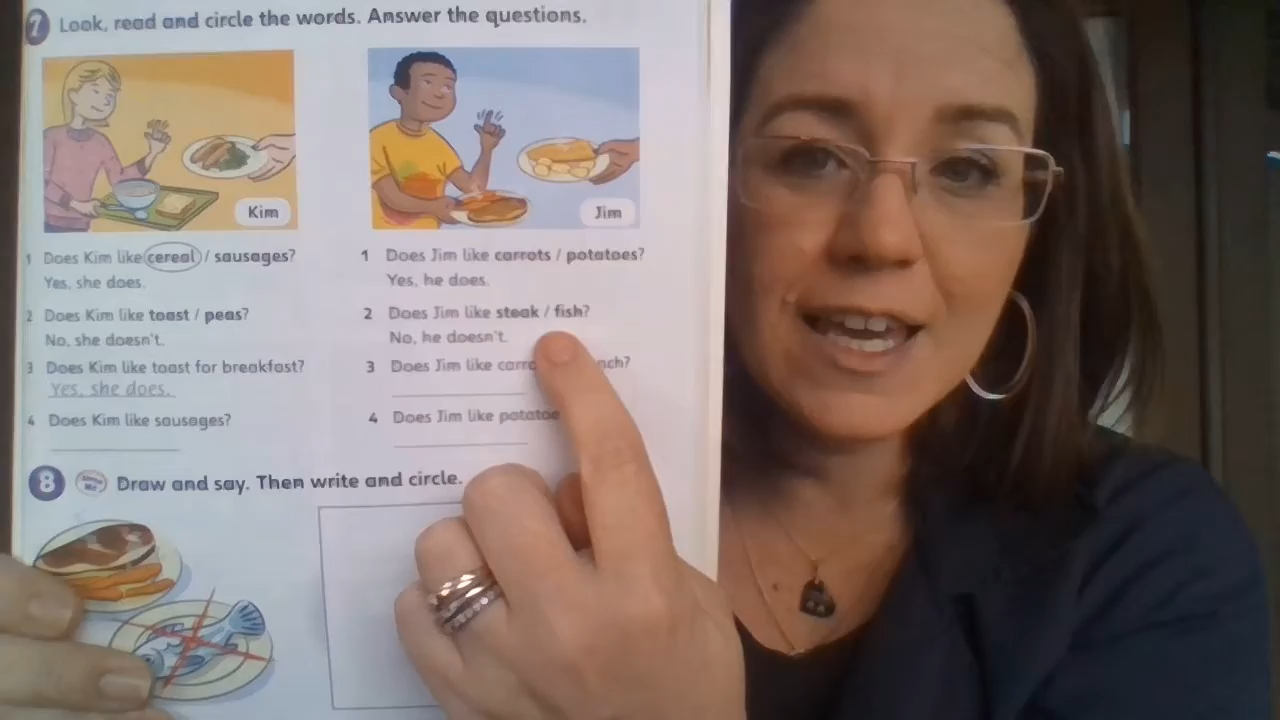 7 Look, read and circle the words. Answer the questions.
Kim
1 Does Kim like cereal / sausages?
Yes, she does.
2 Does Kim like toast / peas?
No, she doesn't.
3 Does Kim like toast for breakfast?
Yes, she does.
4 Does Kim like sausages?
Jim
1 Does Jim like carrots / potatoes?
Yes, he does.
2 Does Jim like steak / fish?
No, he doesn't.
3 Does Jim like
4 Does Jim like
8 Draw and say. Then write and circle.